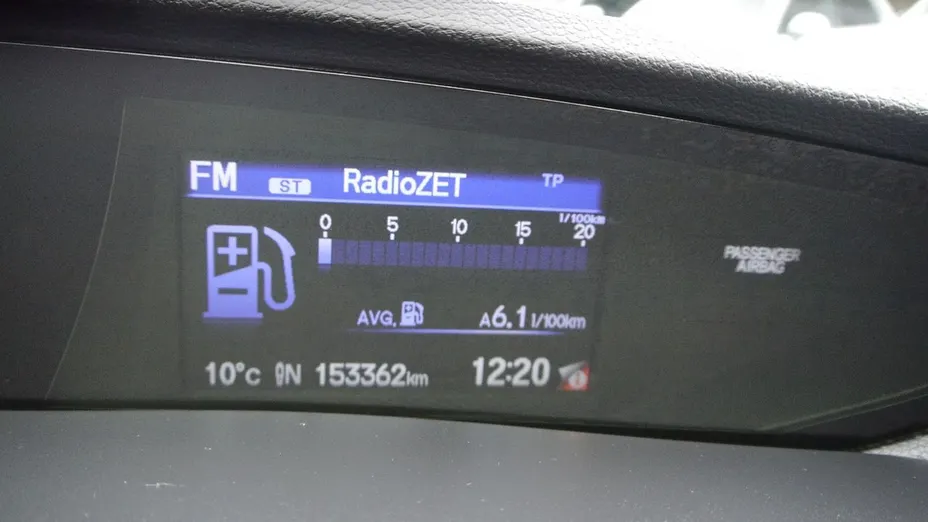 FM ST RadioZET TP
l/100km
0 5 10 15 20
PASSENGER
AIRBAG
AVG. A6.1 l/100km
10°C N 153362km 12:20